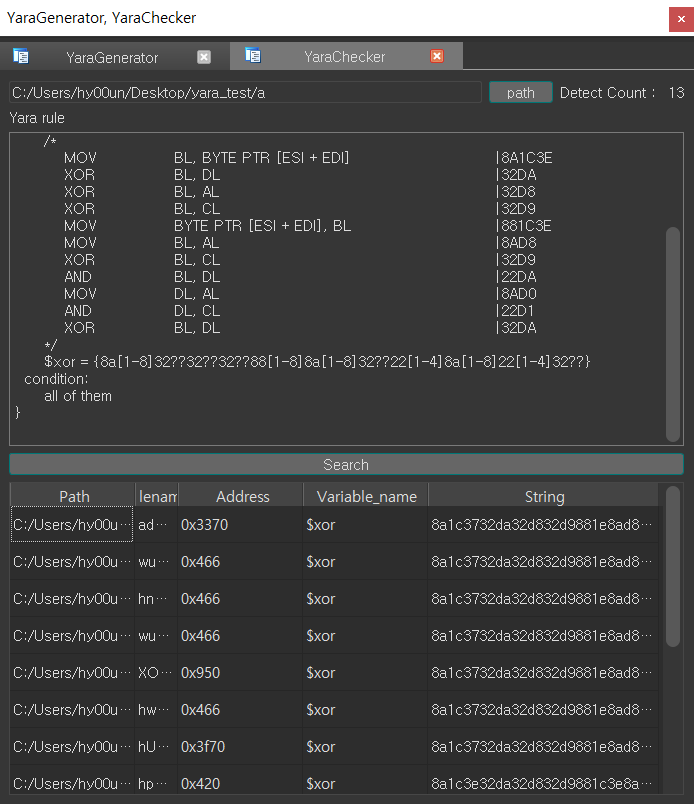 YaraGenerator, YaraChecker
YaraGenerator YaraChecker
C:/Users/hy00un/Desktop/yara_test/a path Detect Count : 13
Yara rule
/*
MOV BL, BYTE PTR [ESI + EDI] |8A1C3E
XOR BL, DL |32DA
XOR BL, AL |32D8
XOR BL, CL |32D9
MOV BYTE PTR [ESI + EDI], BL |881C3E
MOV BL, AL |8AD8
XOR BL, CL |32D9
AND BL, DL |22DA
MOV DL, AL |8AD0
AND DL, CL |22D1
XOR BL, DL |32DA
*/
$xor = {8a[1-8]32??32??32??88[1-8]8a[1-8]32??22[1-4]8a[1-8]22[1-4]32??}
condition:
all of them
}
Search
Path lenam Address Variable_name String
C:/Users/hy00u··· ad··· 0x3370 $xor 8a1c3732da32d832d9881e8ad8···
C:/Users/hy00u··· wu··· 0x466 $xor 8a1c3732da32d832d9881e8ad8···
C:/Users/hy00u··· hn··· 0x466 $xor 8a1c3732da32d832d9881e8ad8···
C:/Users/hy00u··· wu··· 0x466 $xor 8a1c3732da32d832d9881e8ad8···
C:/Users/hy00u··· XO··· 0x950 $xor 8a1c3732da32d832d9881e8ad8···
C:/Users/hy00u··· hw··· 0x466 $xor 8a1c3732da32d832d9881e8ad8···
C:/Users/hy00u··· hU··· 0x3f70 $xor 8a1c3732da32d832d9881e8ad8···
C:/Users/hy00u··· hp··· 0x420 $xor 8a1c3e32da32d832d9881c3e8a···